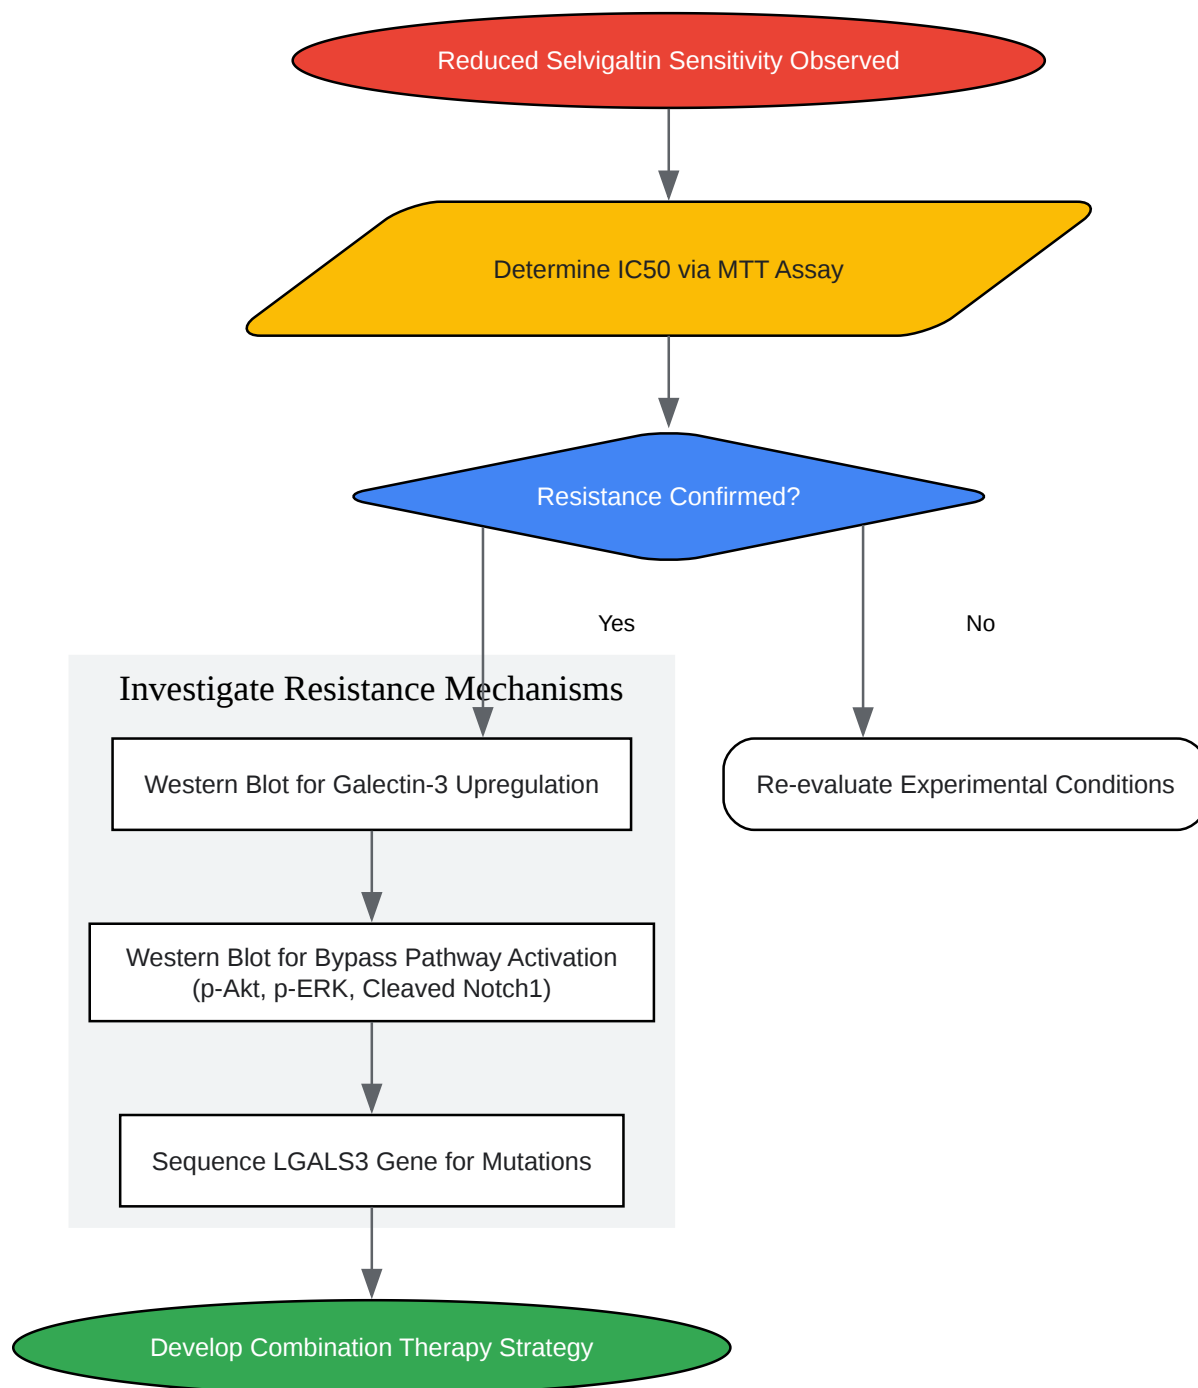 Reduced Selvigaltin Sensitivity Observed
Determine IC50 via MTT Assay
Resistance Confirmed?
Yes
No
Investigate Resistance Mechanisms
Western Blot for Galectin-3 Upregulation
Re-evaluate Experimental Conditions
Western Blot for Bypass Pathway Activation
(p-Akt, p-ERK, Cleaved Notch1)
Sequence LGALS3 Gene for Mutations
Develop Combination Therapy Strategy